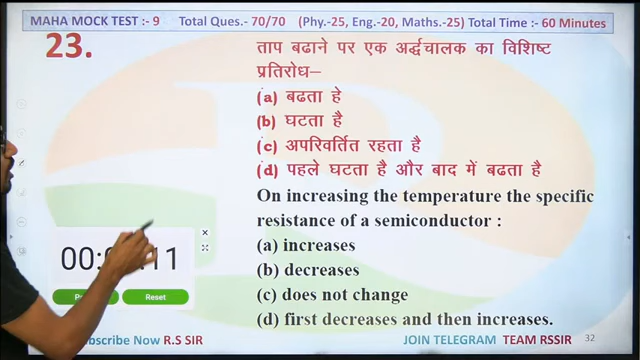 MAHA MOCK TEST :- 9 Total Ques.- 70/70 (Phy.-25, Eng.-20, Maths.-25) Total Time :- 60 Minutes
23.
ताप बढाने पर एक अर्द्धचालक का विशिष्ट
प्रतिरोध–
(a) बढता हे
(b) घटता है
(c) अपरिवर्तित रहता है
(d) पहले घटता है और बाद में बढता है
On increasing the temperature the specific
resistance of a semiconductor :
(a) increases
(b) decreases
(c) does not change
(d) first decreases and then increases.
00: 11
Reset
Subscribe Now R.S SIR
JOIN TELEGRAM TEAM RSSIR 32